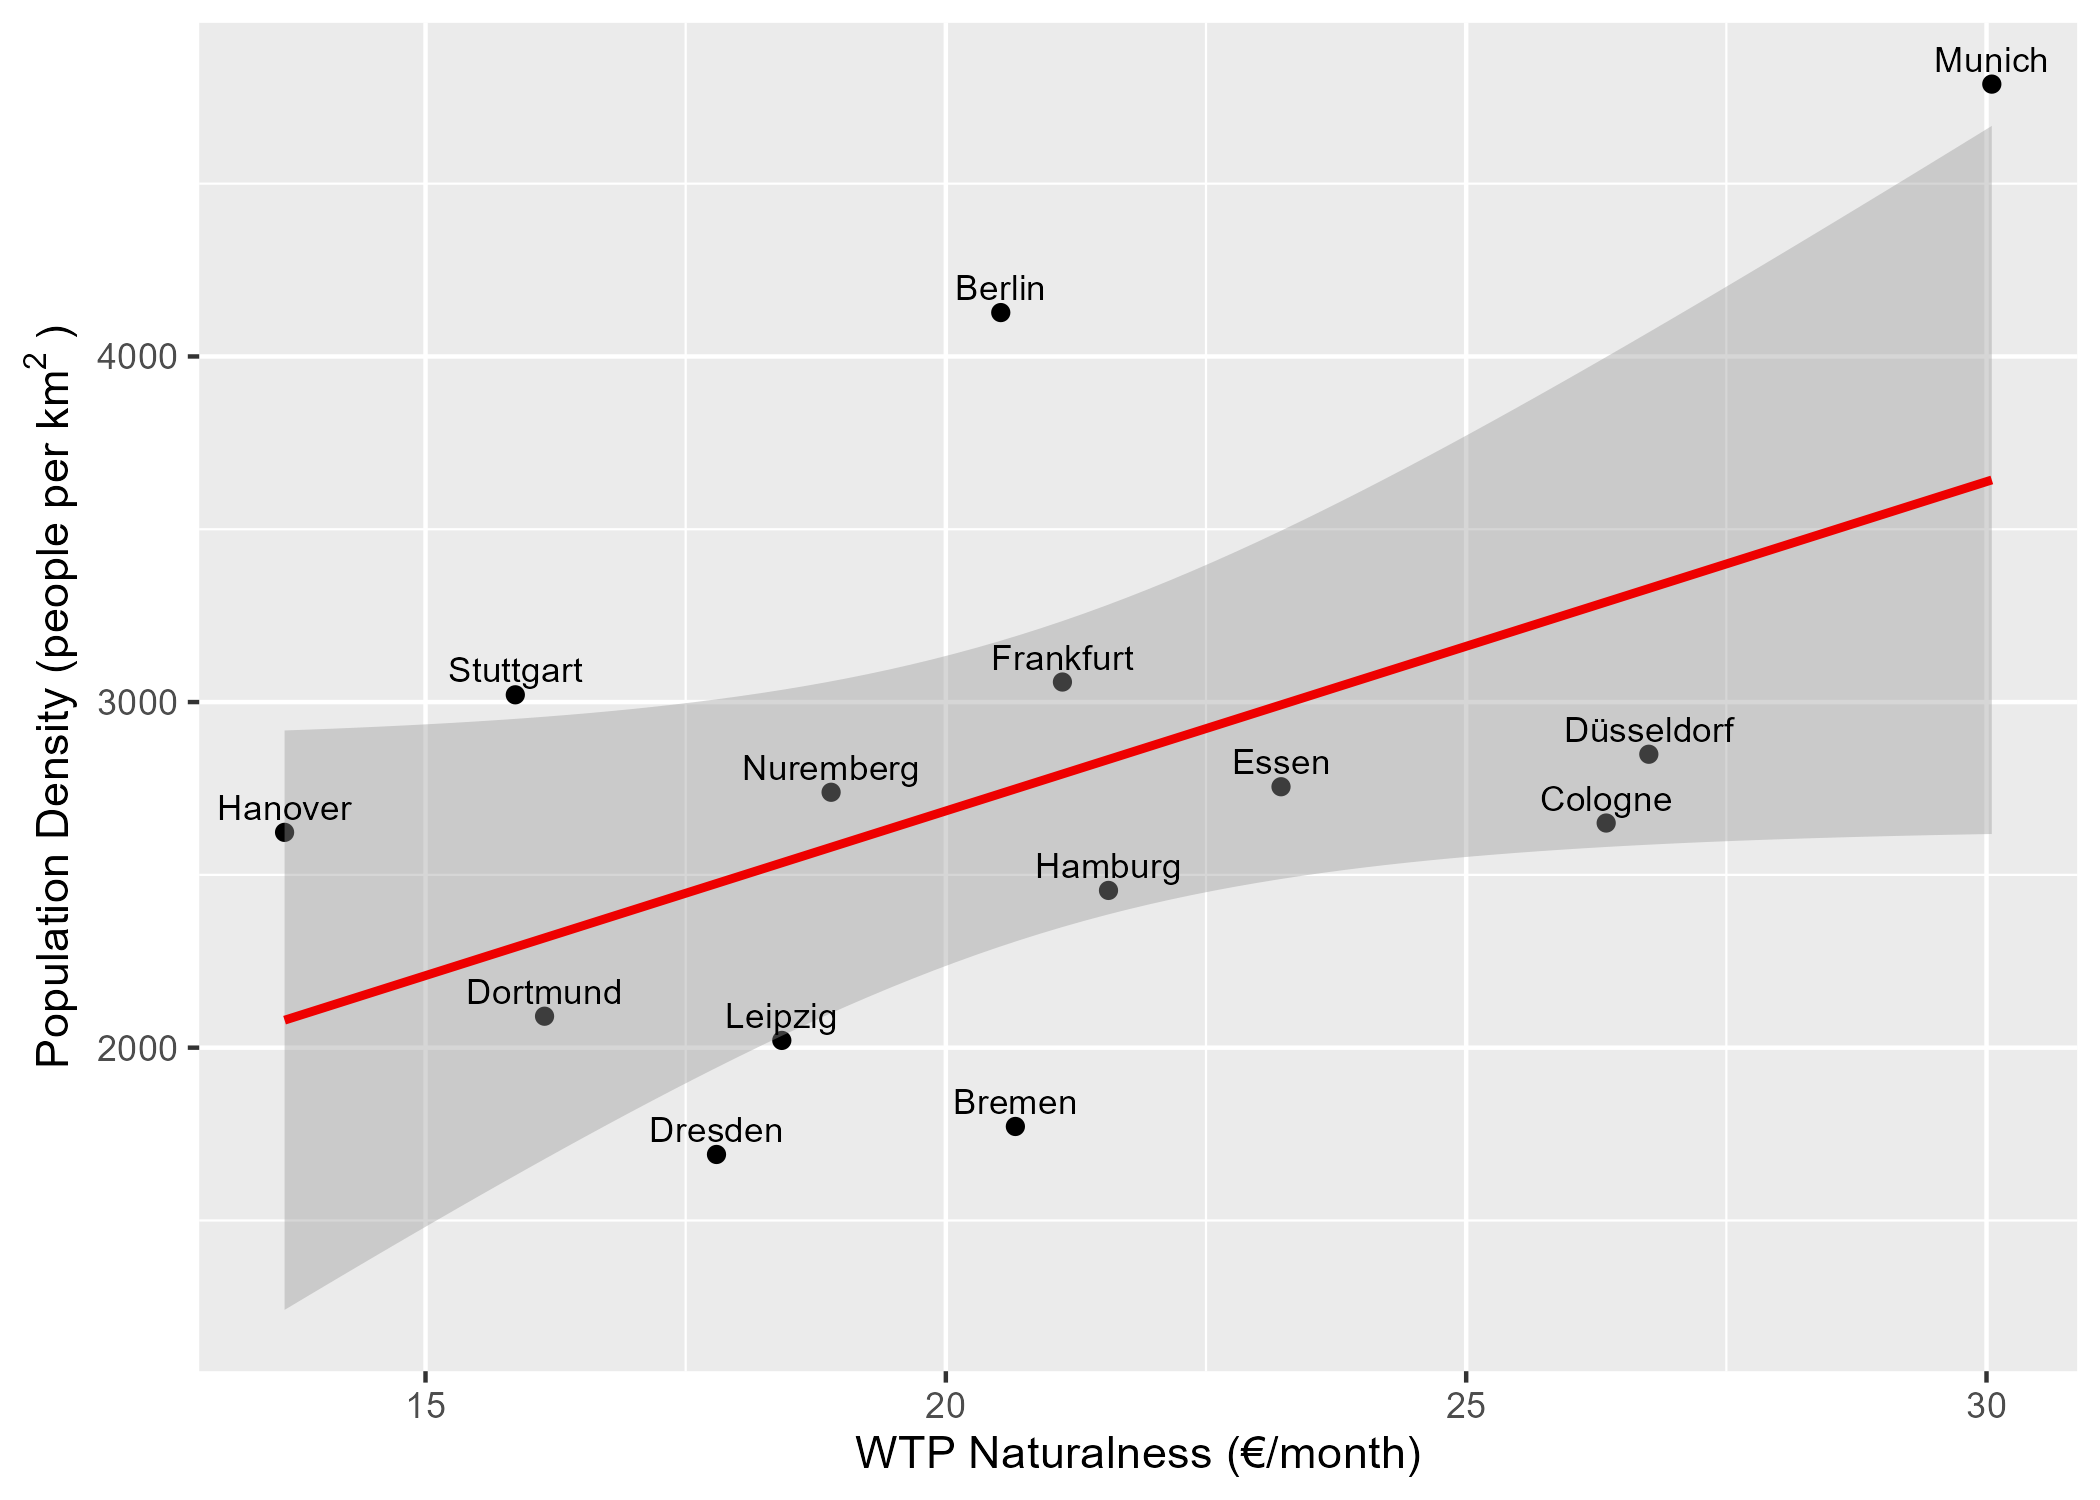 Munich
Berlin
Stuttgart
Frankfurt
Düsseldorf
Essen
Nuremberg
Cologne
Hanover
Hamburg
Dortmund
Leipzig
Bremen
Dresden
4000
3000
2000
Population Density (people per km²)
15 20 25 30
WTP Naturalness (€/month)